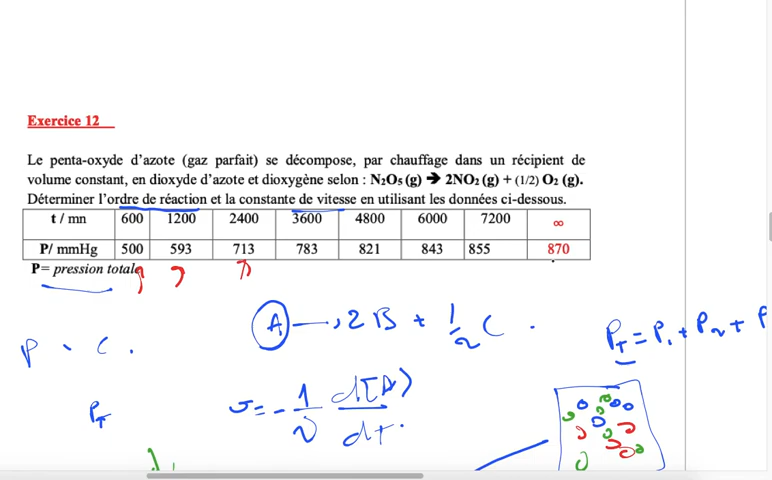 Exercice 12
Le penta-oxyde d'azote (gaz parfait) se décompose, par chauffage dans un récipient de
volume constant, en dioxyde d'azote et dioxygène selon : N₂O₅ (g) ➔ 2NO₂ (g) + (1/2) O₂ (g).
Déterminer l'ordre de réaction et la constante de vitesse en utilisant les données ci-dessous.
t / mn 600 1200 2400 3600 4800 6000 7200 ∞
P/ mmHg 500 593 713 783 821 843 855 870
P= pression totale
A → 2B + 1/2 C .
P_T = P₁ + P₂ + P
P ~ C .
P_T
v = - 1/ν d[A]/dt .